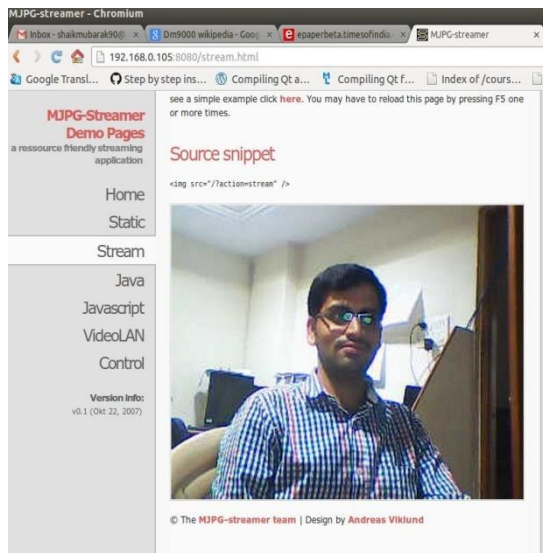 MJPG-streamer - Chromium
Inbox - shaikmubarak90@
Dm9000 wikipedia - Goog
epaperbeta.timesofindia.
MJPG-streamer
192.168.0.105:8080/stream.html
Google Transl...
Step by step ins...
Compiling Qt a...
Compiling Qt f...
Index of /cours...
MJPG-Streamer
Demo Pages
a ressource friendly streaming
application
Home
Static
Stream
Java
Javascript
VideoLAN
Control
Version info:
v0.1 (Okt 22, 2007)
see a simple example click here. You may have to reload this page by pressing F5 one
or more times.
Source snippet
<img src="/?action=stream" />
© The MJPG-streamer team | Design by Andreas Viklund